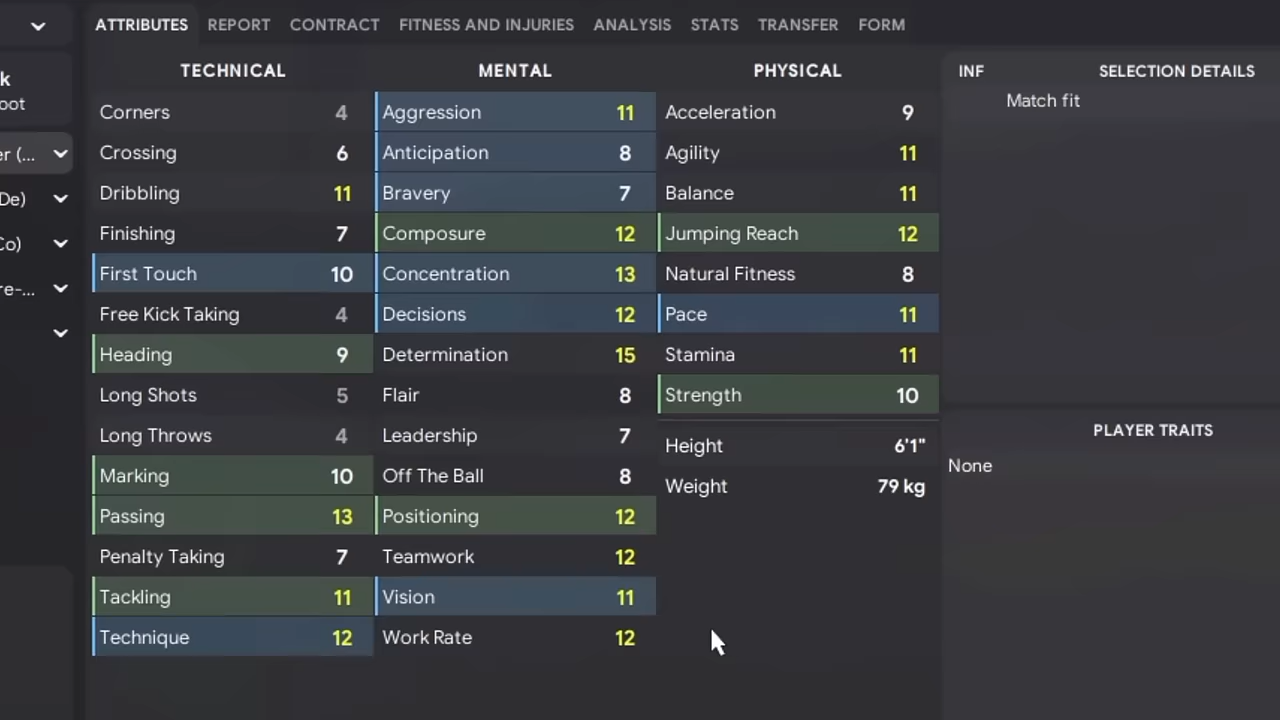 ATTRIBUTES REPORT CONTRACT FITNESS AND INJURIES ANALYSIS STATS TRANSFER FORM
k
oot
er (...
De)
Co)
re-...
TECHNICAL
Corners 4
Crossing 6
Dribbling 11
Finishing 7
First Touch 10
Free Kick Taking 4
Heading 9
Long Shots 5
Long Throws 4
Marking 10
Passing 13
Penalty Taking 7
Tackling 11
Technique 12
MENTAL
Aggression 11
Anticipation 8
Bravery 7
Composure 12
Concentration 13
Decisions 12
Determination 15
Flair 8
Leadership 7
Off The Ball 8
Positioning 12
Teamwork 12
Vision 11
Work Rate 12
PHYSICAL
Acceleration 9
Agility 11
Balance 11
Jumping Reach 12
Natural Fitness 8
Pace 11
Stamina 11
Strength 10
Height 6'1"
Weight 79 kg
INF SELECTION DETAILS
Match fit
PLAYER TRAITS
None